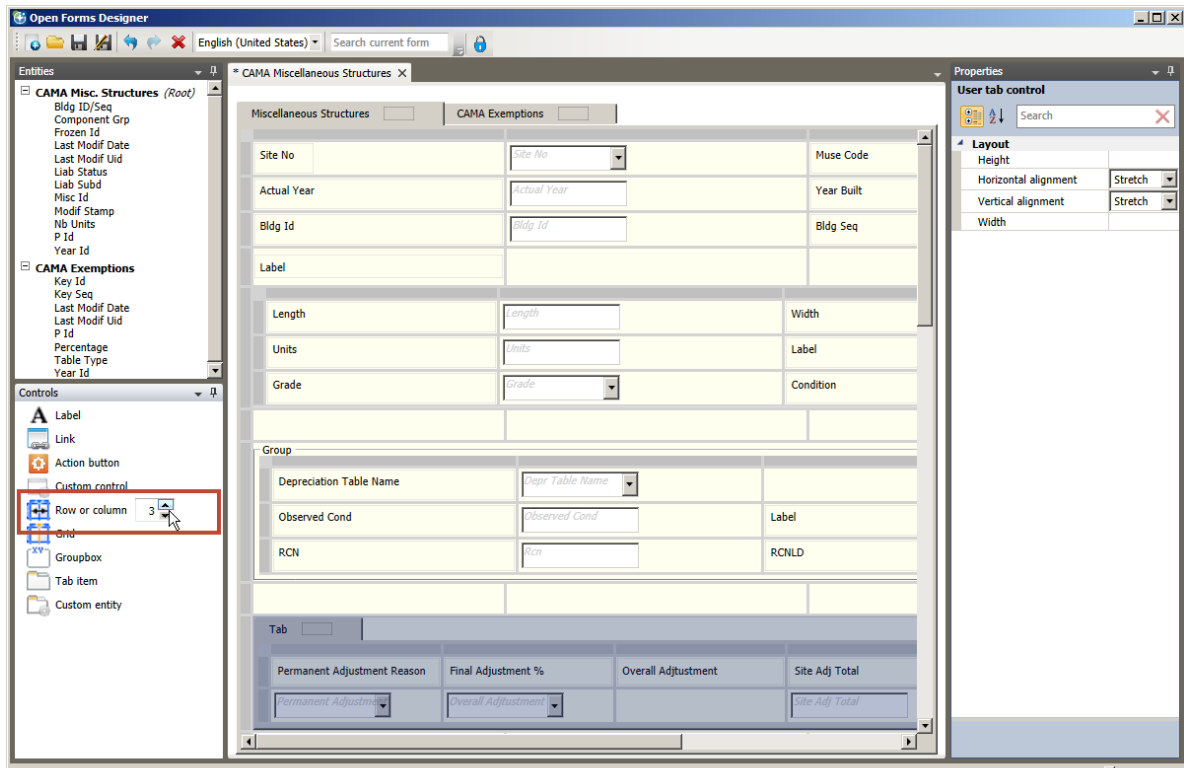 Open Forms Designer
English (United States) Search current form
Entities
CAMA Misc. Structures (Root)
Bldg ID/Seq
Component Grp
Frozen Id
Last Modif Date
Last Modif Uid
Liab Status
Liab Subd
Misc Id
Modif Stamp
Nb Units
P Id
Year Id
CAMA Exemptions
Key Id
Key Seq
Last Modif Date
Last Modif Uid
P Id
Percentage
Table Type
Year Id
Controls
Label
Link
Action button
Custom control
Row or column 3
Grid
XY
Groupbox
Tab item
Custom entity
* CAMA Miscellaneous Structures
Miscellaneous Structures CAMA Exemptions
Site No Site No Muse Code
Actual Year Actual Year Year Built
Bldg Id Bldg Id Bldg Seq
Label
Length Length Width
Units Units Label
Grade Grade Condition
Group
Depreciation Table Name Depr Table Name
Observed Cond Observed Cond Label
RCN Rcn RCNLD
Tab
Permanent Adjustment Reason Final Adjustment % Overall Adjtustment Site Adj Total
Permanent Adjustme Overall Adjtustment Site Adj Total
Properties
User tab control
Search
Layout
Height
Horizontal alignment Stretch
Vertical alignment Stretch
Width